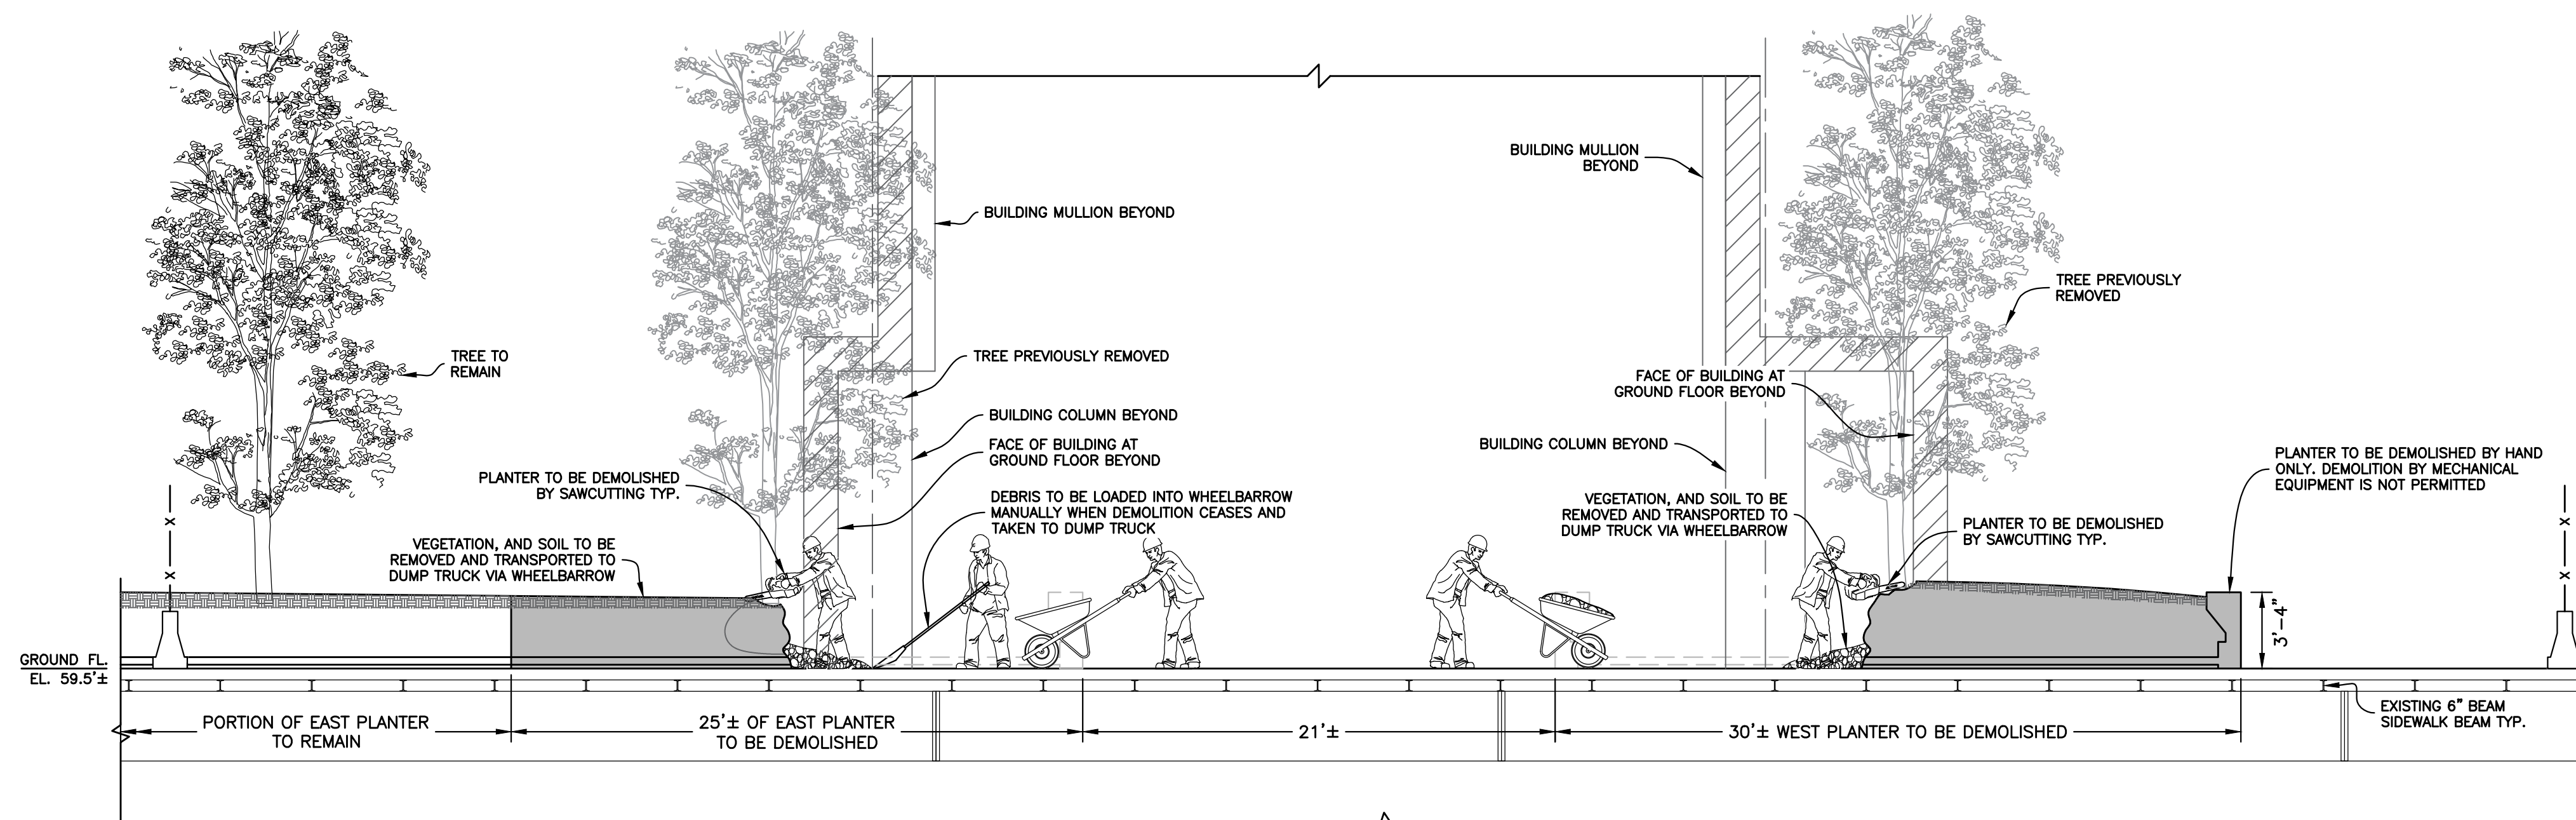 BUILDING MULLION
BEYOND
BUILDING MULLION BEYOND
TREE PREVIOUSLY
REMOVED
TREE TO
REMAIN
TREE PREVIOUSLY REMOVED
FACE OF BUILDING AT
GROUND FLOOR BEYOND
BUILDING COLUMN BEYOND
FACE OF BUILDING AT
GROUND FLOOR BEYOND
BUILDING COLUMN BEYOND
PLANTER TO BE DEMOLISHED BY HAND
ONLY. DEMOLITION BY MECHANICAL
EQUIPMENT IS NOT PERMITTED
PLANTER TO BE DEMOLISHED
BY SAWCUTTING TYP.
DEBRIS TO BE LOADED INTO WHEELBARROW
MANUALLY WHEN DEMOLITION CEASES AND
TAKEN TO DUMP TRUCK
VEGETATION, AND SOIL TO BE
REMOVED AND TRANSPORTED TO
DUMP TRUCK VIA WHEELBARROW
PLANTER TO BE DEMOLISHED
BY SAWCUTTING TYP.
X
X
VEGETATION, AND SOIL TO BE
REMOVED AND TRANSPORTED TO
DUMP TRUCK VIA WHEELBARROW
X
X
3'-4"
GROUND FL.
EL. 59.5'±
PORTION OF EAST PLANTER
TO REMAIN
25'± OF EAST PLANTER
TO BE DEMOLISHED
21'±
30'± WEST PLANTER TO BE DEMOLISHED
EXISTING 6" BEAM
SIDEWALK BEAM TYP.